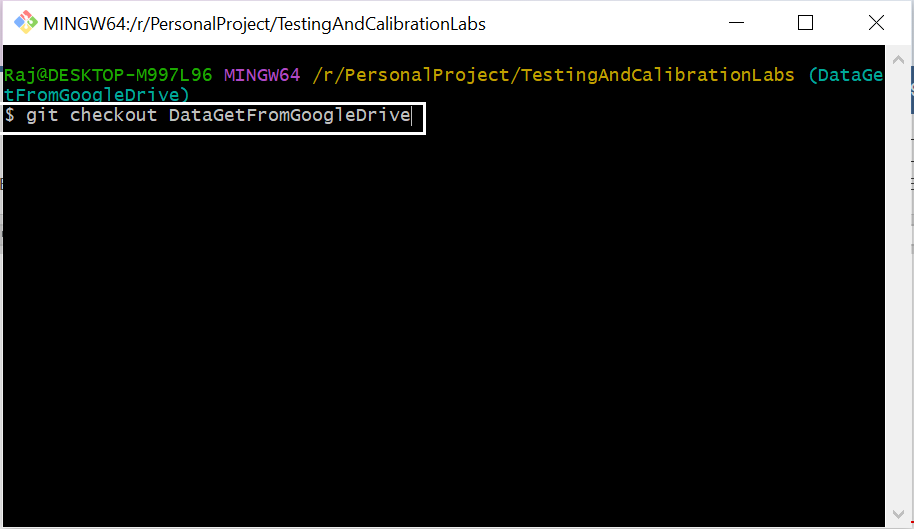 MINGW64:/r/PersonalProject/TestingAndCalibrationLabs
Raj@DESKTOP-M997L96 MINGW64 /r/PersonalProject/TestingAndCalibrationLabs (DataGe
tFromGoogleDrive)
$ git checkout DataGetFromGoogleDrive